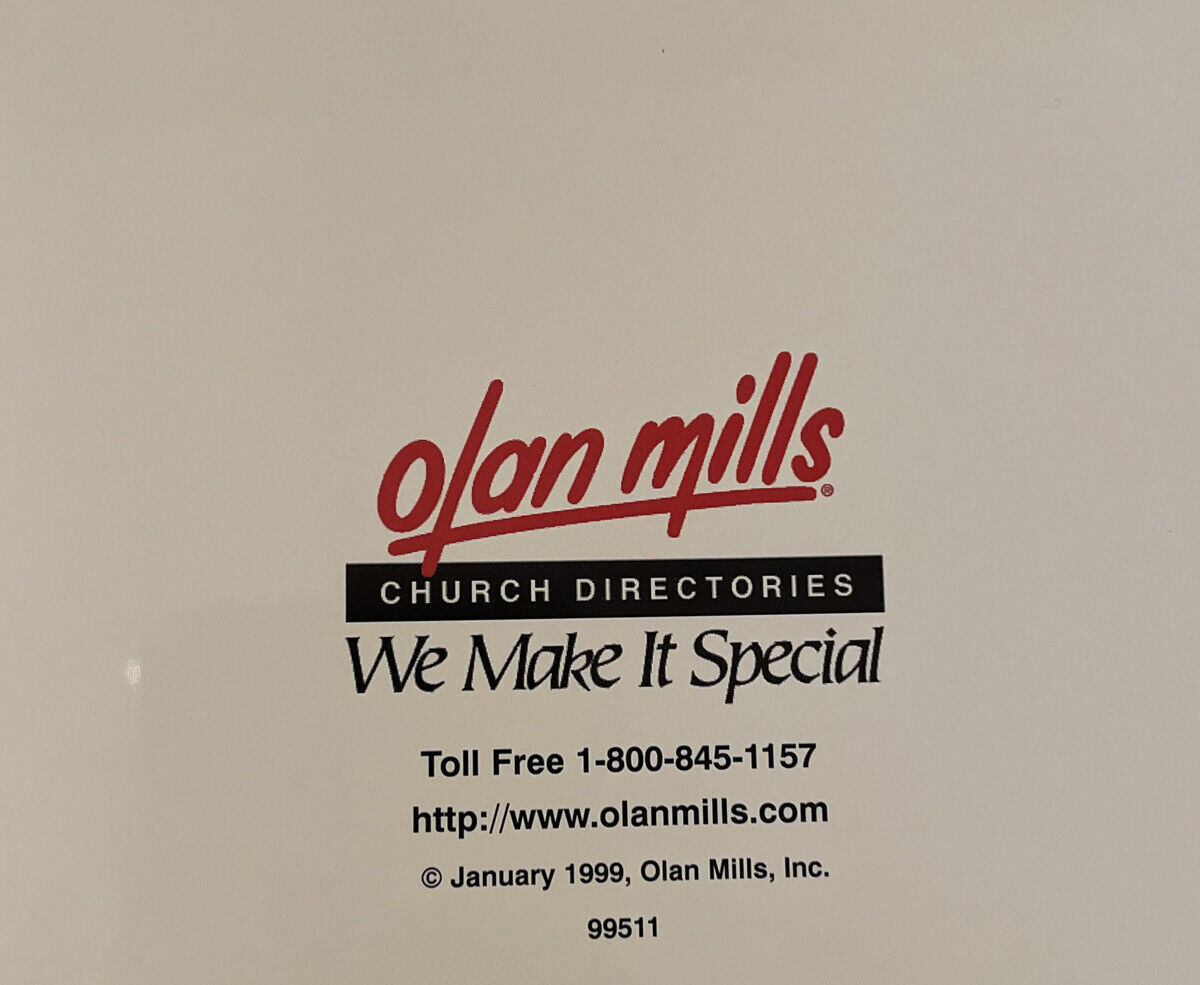 olan mills®
CHURCH DIRECTORIES
We Make It Special
Toll Free 1-800-845-1157
http://www.olanmills.com
© January 1999, Olan Mills, Inc.
99511